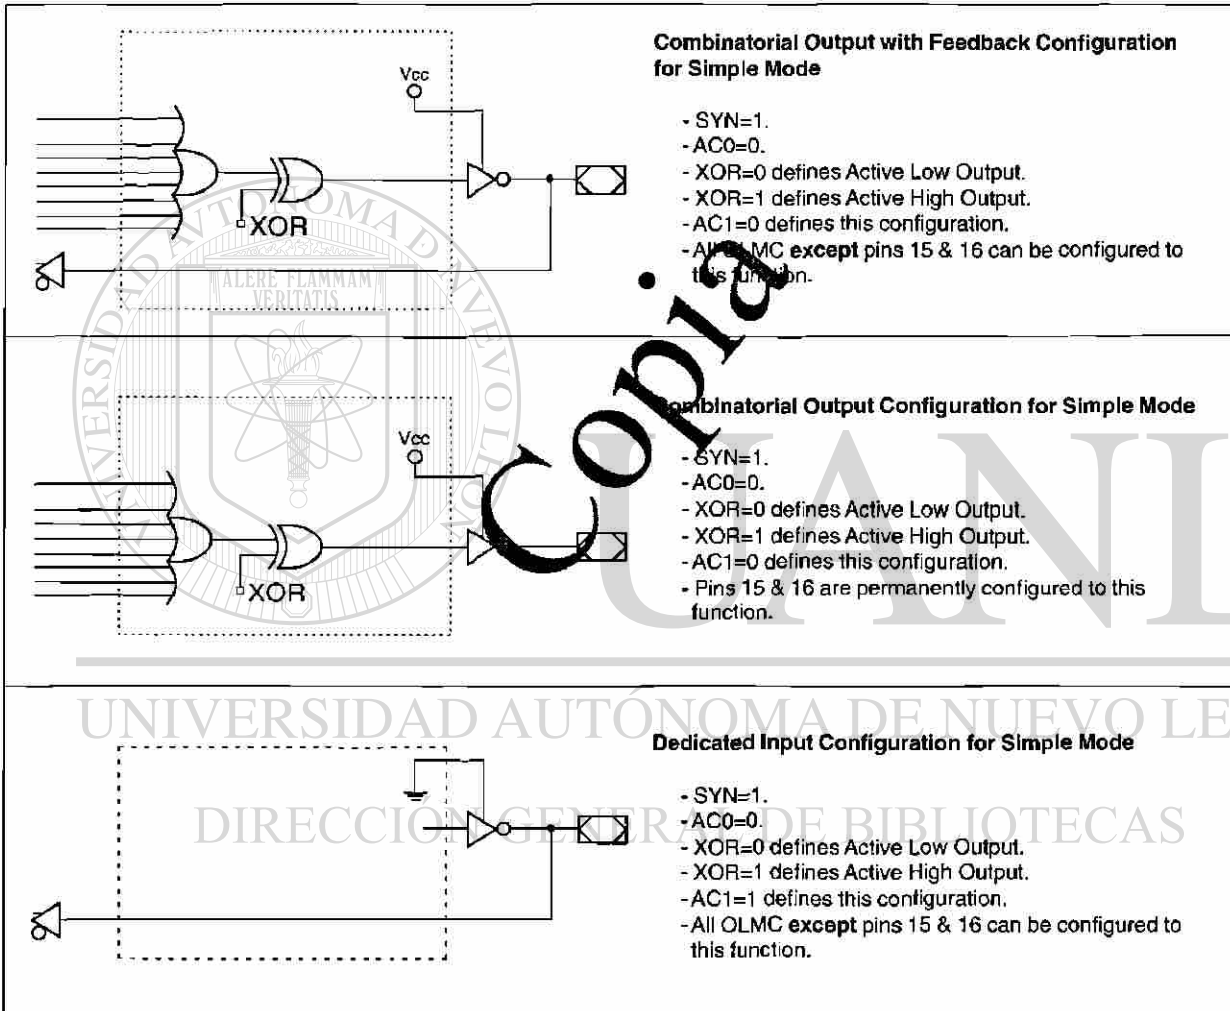 Combinatorial Output with Feedback Configuration
for Simple Mode
- SYN=1.
- AC0=0.
- XOR=0 defines Active Low Output.
- XOR=1 defines Active High Output.
- AC1=0 defines this configuration.
- All OLMC except pins 15 & 16 can be configured to
this function.
Vcc
XOR
Combinatorial Output Configuration for Simple Mode
- SYN=1.
- AC0=0.
- XOR=0 defines Active Low Output.
- XOR=1 defines Active High Output.
- AC1=0 defines this configuration.
- Pins 15 & 16 are permanently configured to this
function.
Vcc
XOR
Dedicated Input Configuration for Simple Mode
- SYN=1.
- AC0=0.
- XOR=0 defines Active Low Output.
- XOR=1 defines Active High Output.
- AC1=1 defines this configuration.
- All OLMC except pins 15 & 16 can be configured to
this function.
Copia
UNIVERSIDAD AUTÓNOMA DE NUEVO LEÓN
ALERE FLAMMAM
VERITATIS
UANL
UNIVERSIDAD AUTÓNOMA DE NUEVO LE
DIRECCIÓN GENERAL DE BIBLIOTECAS